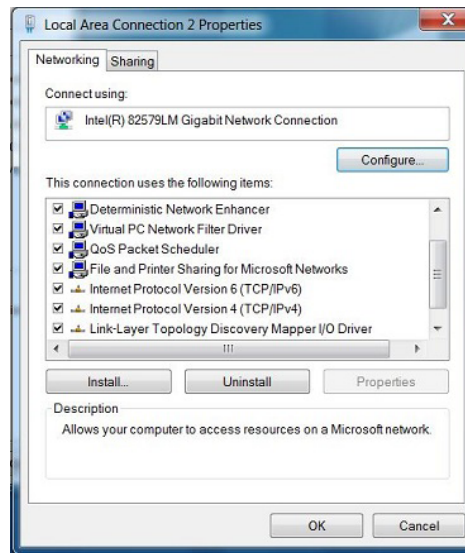 Local Area Connection 2 Properties
Networking Sharing
Connect using:
Intel(R) 82579LM Gigabit Network Connection
Configure...
This connection uses the following items:
Deterministic Network Enhancer
Virtual PC Network Filter Driver
QoS Packet Scheduler
File and Printer Sharing for Microsoft Networks
Internet Protocol Version 6 (TCP/IPv6)
Internet Protocol Version 4 (TCP/IPv4)
Link-Layer Topology Discovery Mapper I/O Driver
Install... Uninstall Properties
Description
Allows your computer to access resources on a Microsoft network.
OK Cancel